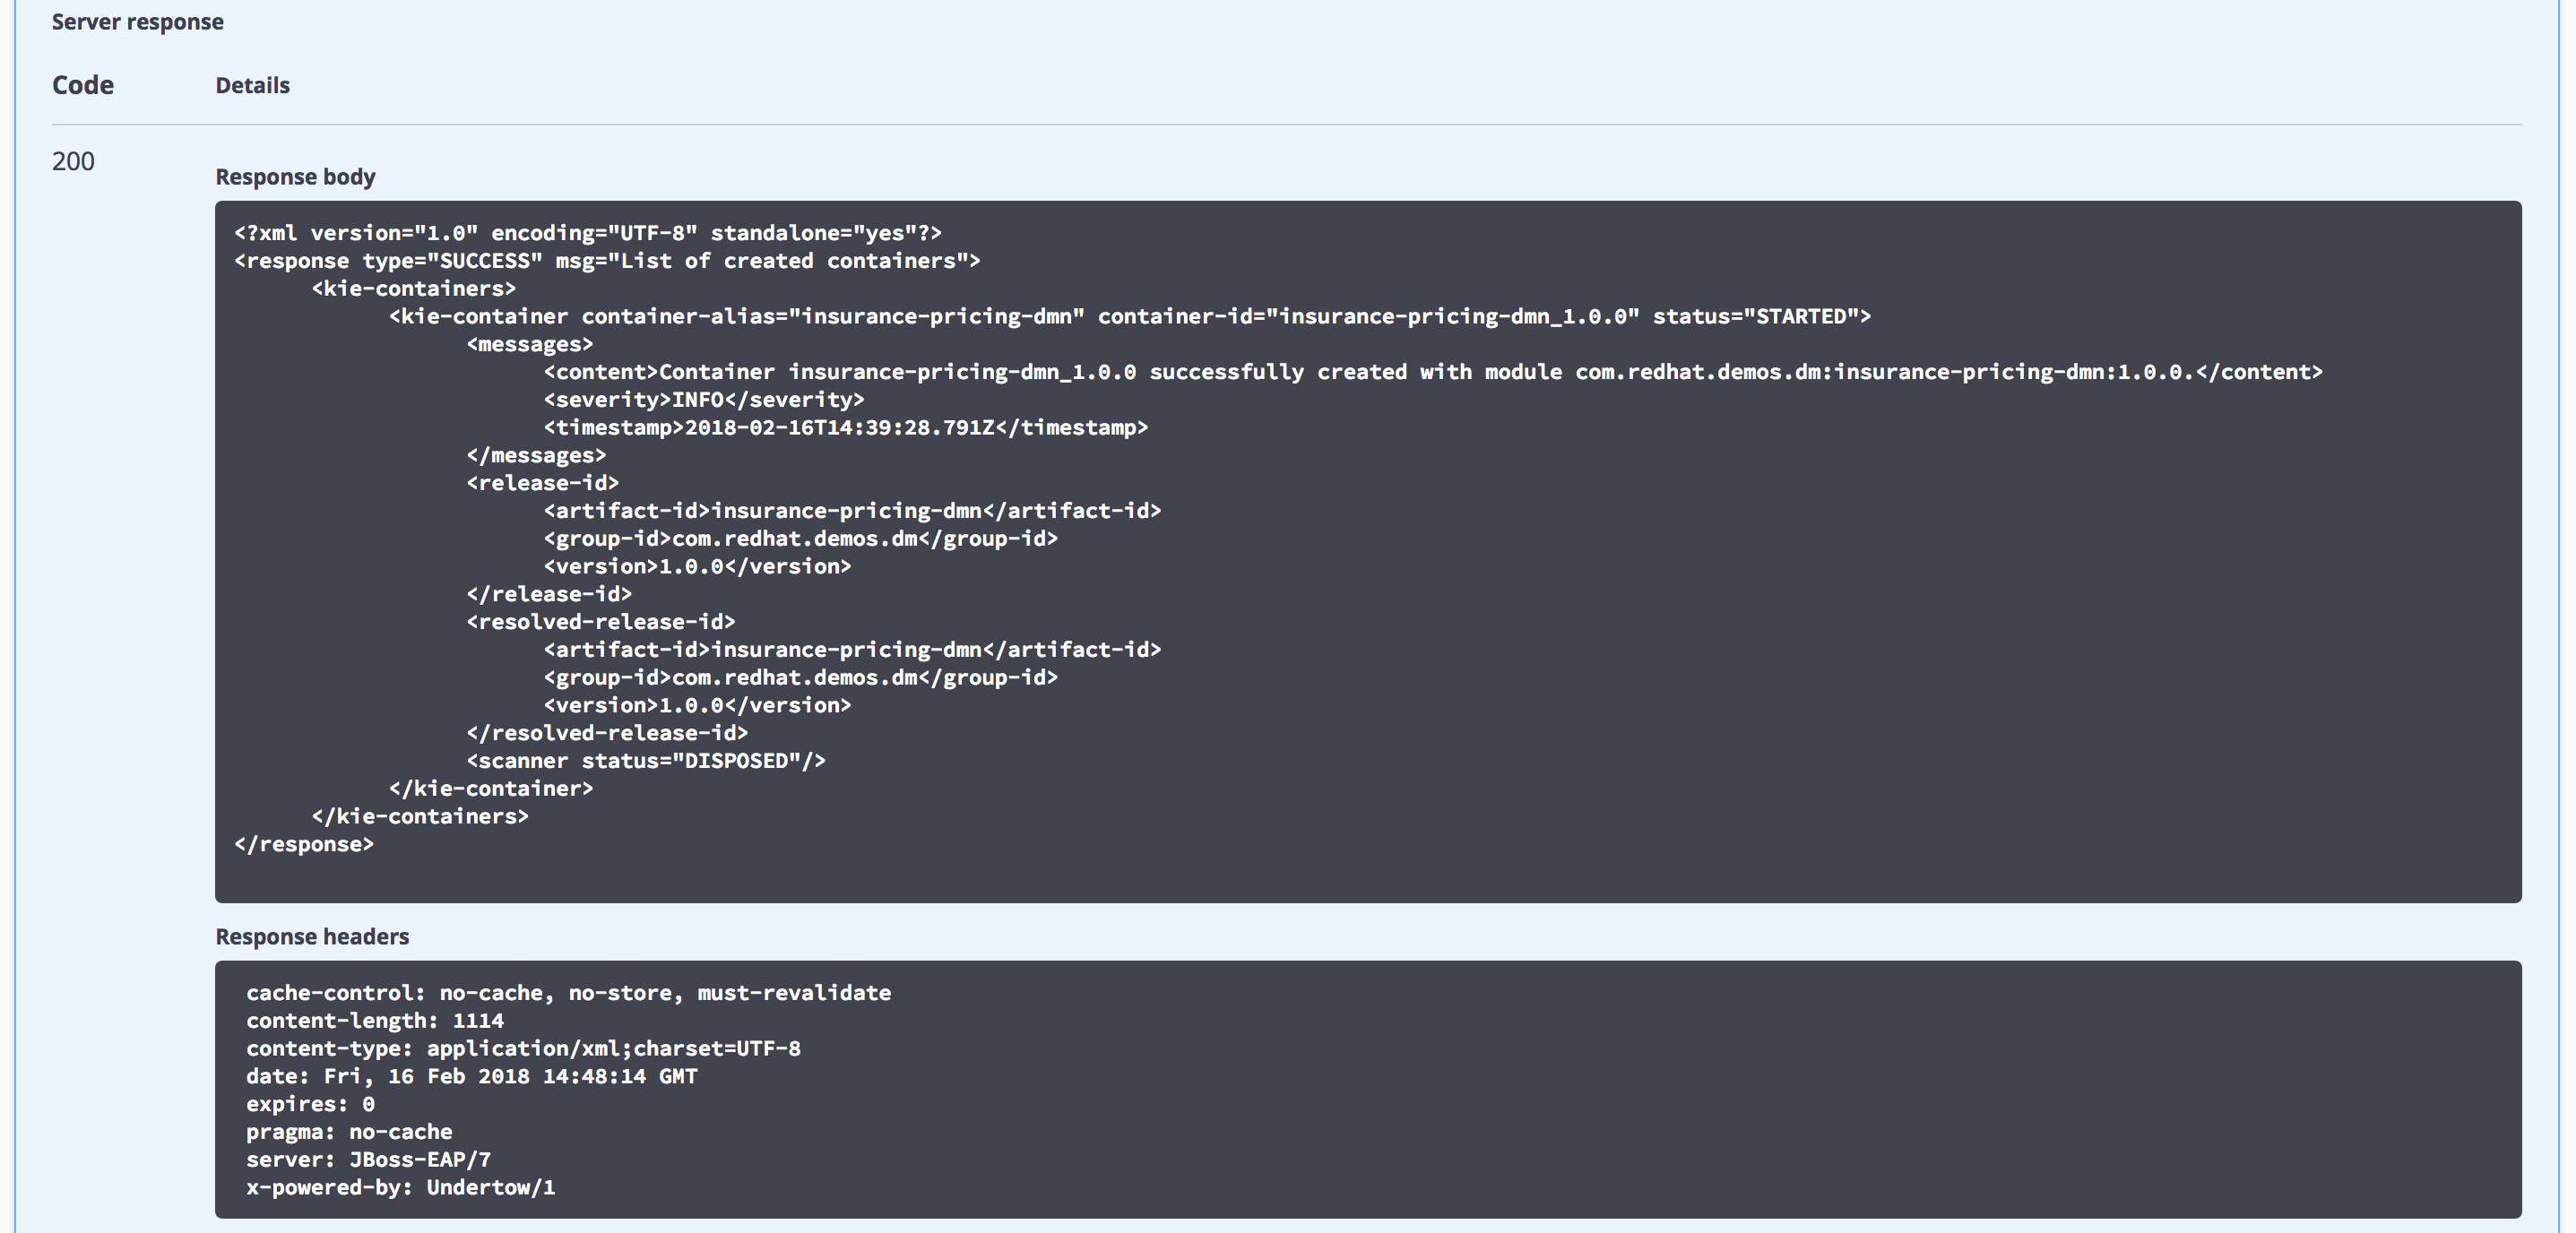 Server response
Code Details
200
Response body
<?xml version="1.0" encoding="UTF-8" standalone="yes"?>
<response type="SUCCESS" msg="List of created containers">
      <kie-containers>
            <kie-container container-alias="insurance-pricing-dmn" container-id="insurance-pricing-dmn_1.0.0" status="STARTED">
                  <messages>
                        <content>Container insurance-pricing-dmn_1.0.0 successfully created with module com.redhat.demos.dm:insurance-pricing-dmn:1.0.0.</content>
                        <severity>INFO</severity>
                        <timestamp>2018-02-16T14:39:28.791Z</timestamp>
                  </messages>
                  <release-id>
                        <artifact-id>insurance-pricing-dmn</artifact-id>
                        <group-id>com.redhat.demos.dm</group-id>
                        <version>1.0.0</version>
                  </release-id>
                  <resolved-release-id>
                        <artifact-id>insurance-pricing-dmn</artifact-id>
                        <group-id>com.redhat.demos.dm</group-id>
                        <version>1.0.0</version>
                  </resolved-release-id>
                  <scanner status="DISPOSED"/>
            </kie-container>
      </kie-containers>
</response>
Response headers
cache-control: no-cache, no-store, must-revalidate
content-length: 1114
content-type: application/xml;charset=UTF-8
date: Fri, 16 Feb 2018 14:48:14 GMT
expires: 0
pragma: no-cache
server: JBoss-EAP/7
x-powered-by: Undertow/1